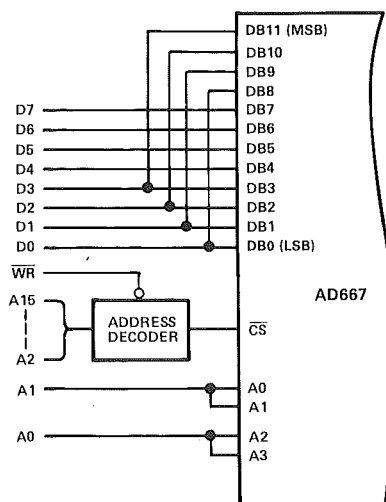 DB11 (MSB)
DB10
DB9
DB8
D7 DB7
D6 DB6
D5 DB5
D4 DB4
D3 DB3
D2 DB2
D1 DB1
D0 DB0 (LSB)
WR
AD667
A15
ADDRESS
DECODER
CS
A2
A1 A0
A1
A0 A2
A3